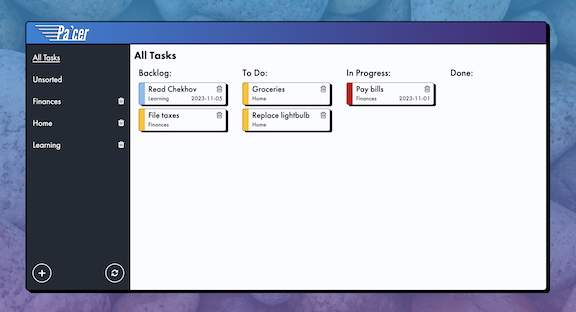 Pa'cer
All Tasks
Unsorted
Finances
Home
Learning
All Tasks
Backlog:
Read Chekhov
Learning 2023-11-05
File taxes
Finances
To Do:
Groceries
Home
Replace lightbulb
Home
In Progress:
Pay bills
Finances 2023-11-01
Done: